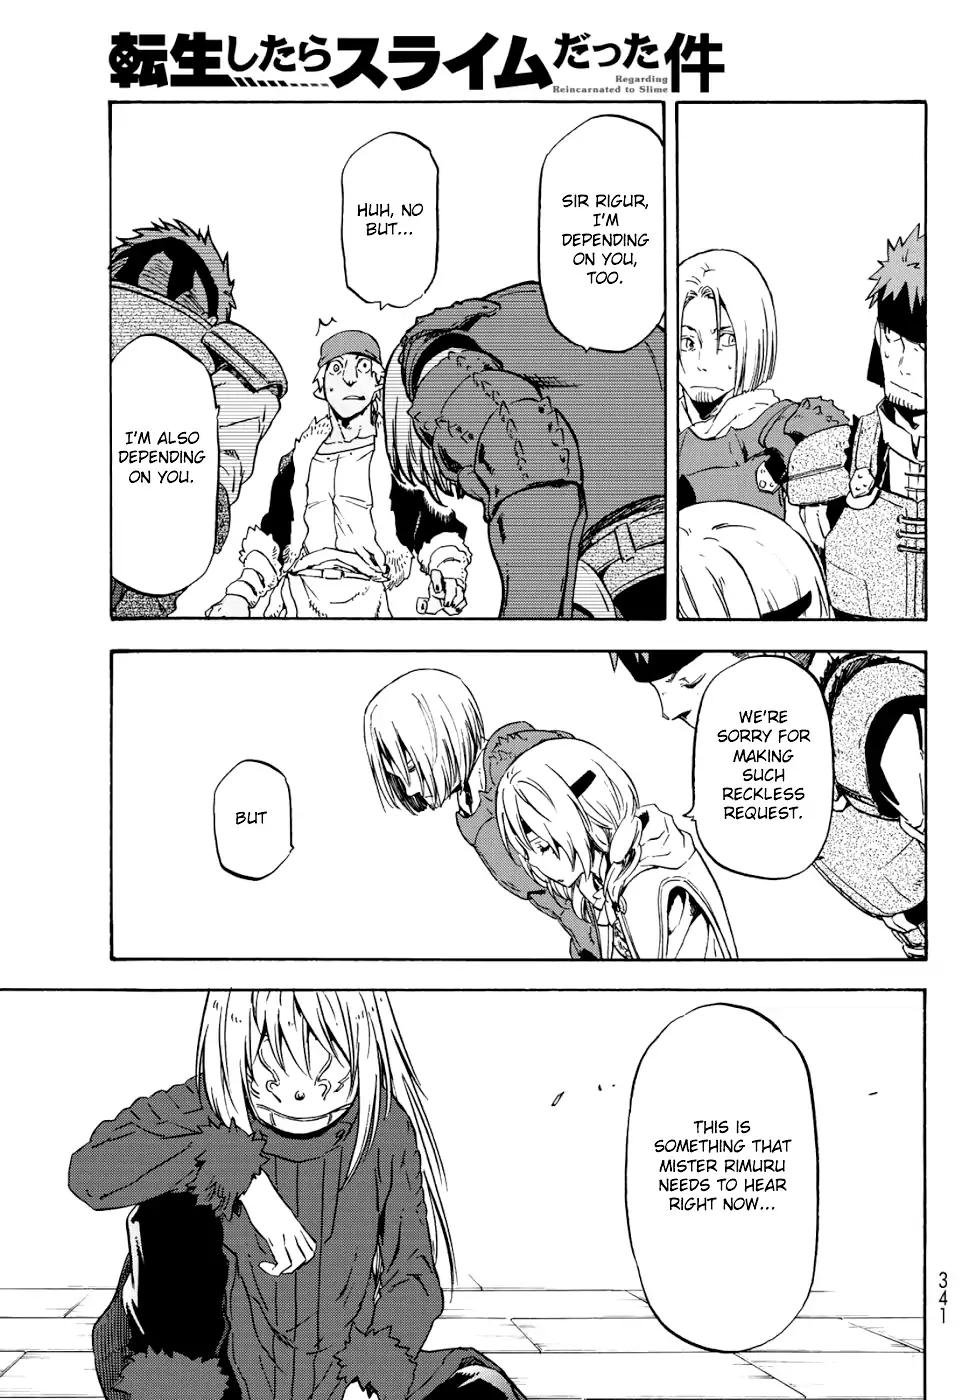 転生したらスライムだった件
Regarding
Reincarnated to Slime
SIR RIGUR,
I'M
DEPENDING
ON YOU,
TOO.
HUH, NO
BUT...
I'M ALSO
DEPENDING
ON YOU.
WE'RE
SORRY FOR
MAKING
SUCH
RECKLESS
REQUEST.
BUT
THIS IS
SOMETHING THAT
MISTER RIMURU
NEEDS TO HEAR
RIGHT NOW...
341